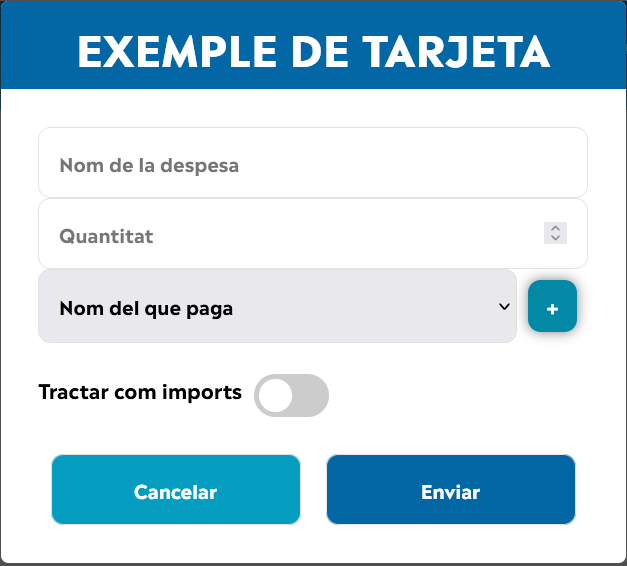 EXEMPLE DE TARJETA
Nom de la despesa
Quantitat
Nom del que paga
+
Tractar com imports
Cancelar
Enviar